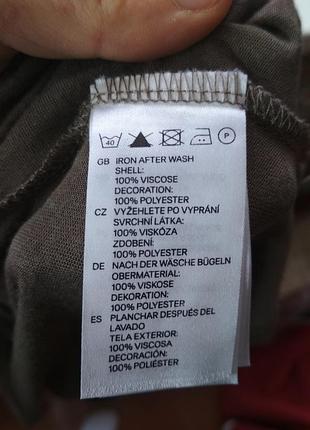 40 P
GB IRON AFTER WASH
SHELL:
100% VISCOSE
DECORATION:
100% POLYESTER
CZ VYŽEHLETE PO VYPRÁNÍ
SVRCHNÍ LÁTKA:
100% VISKÓZA
ZDOBENÍ:
100% POLYESTER
DE NACH DER WÄSCHE BÜGELN
OBERMATERIAL:
100% VISKOSE
DEKORATION:
100% POLYESTER
ES PLANCHAR DESPUÉS DEL
LAVADO
TELA EXTERIOR:
100% VISCOSA
DECORACIÓN:
100% POLIÉSTER